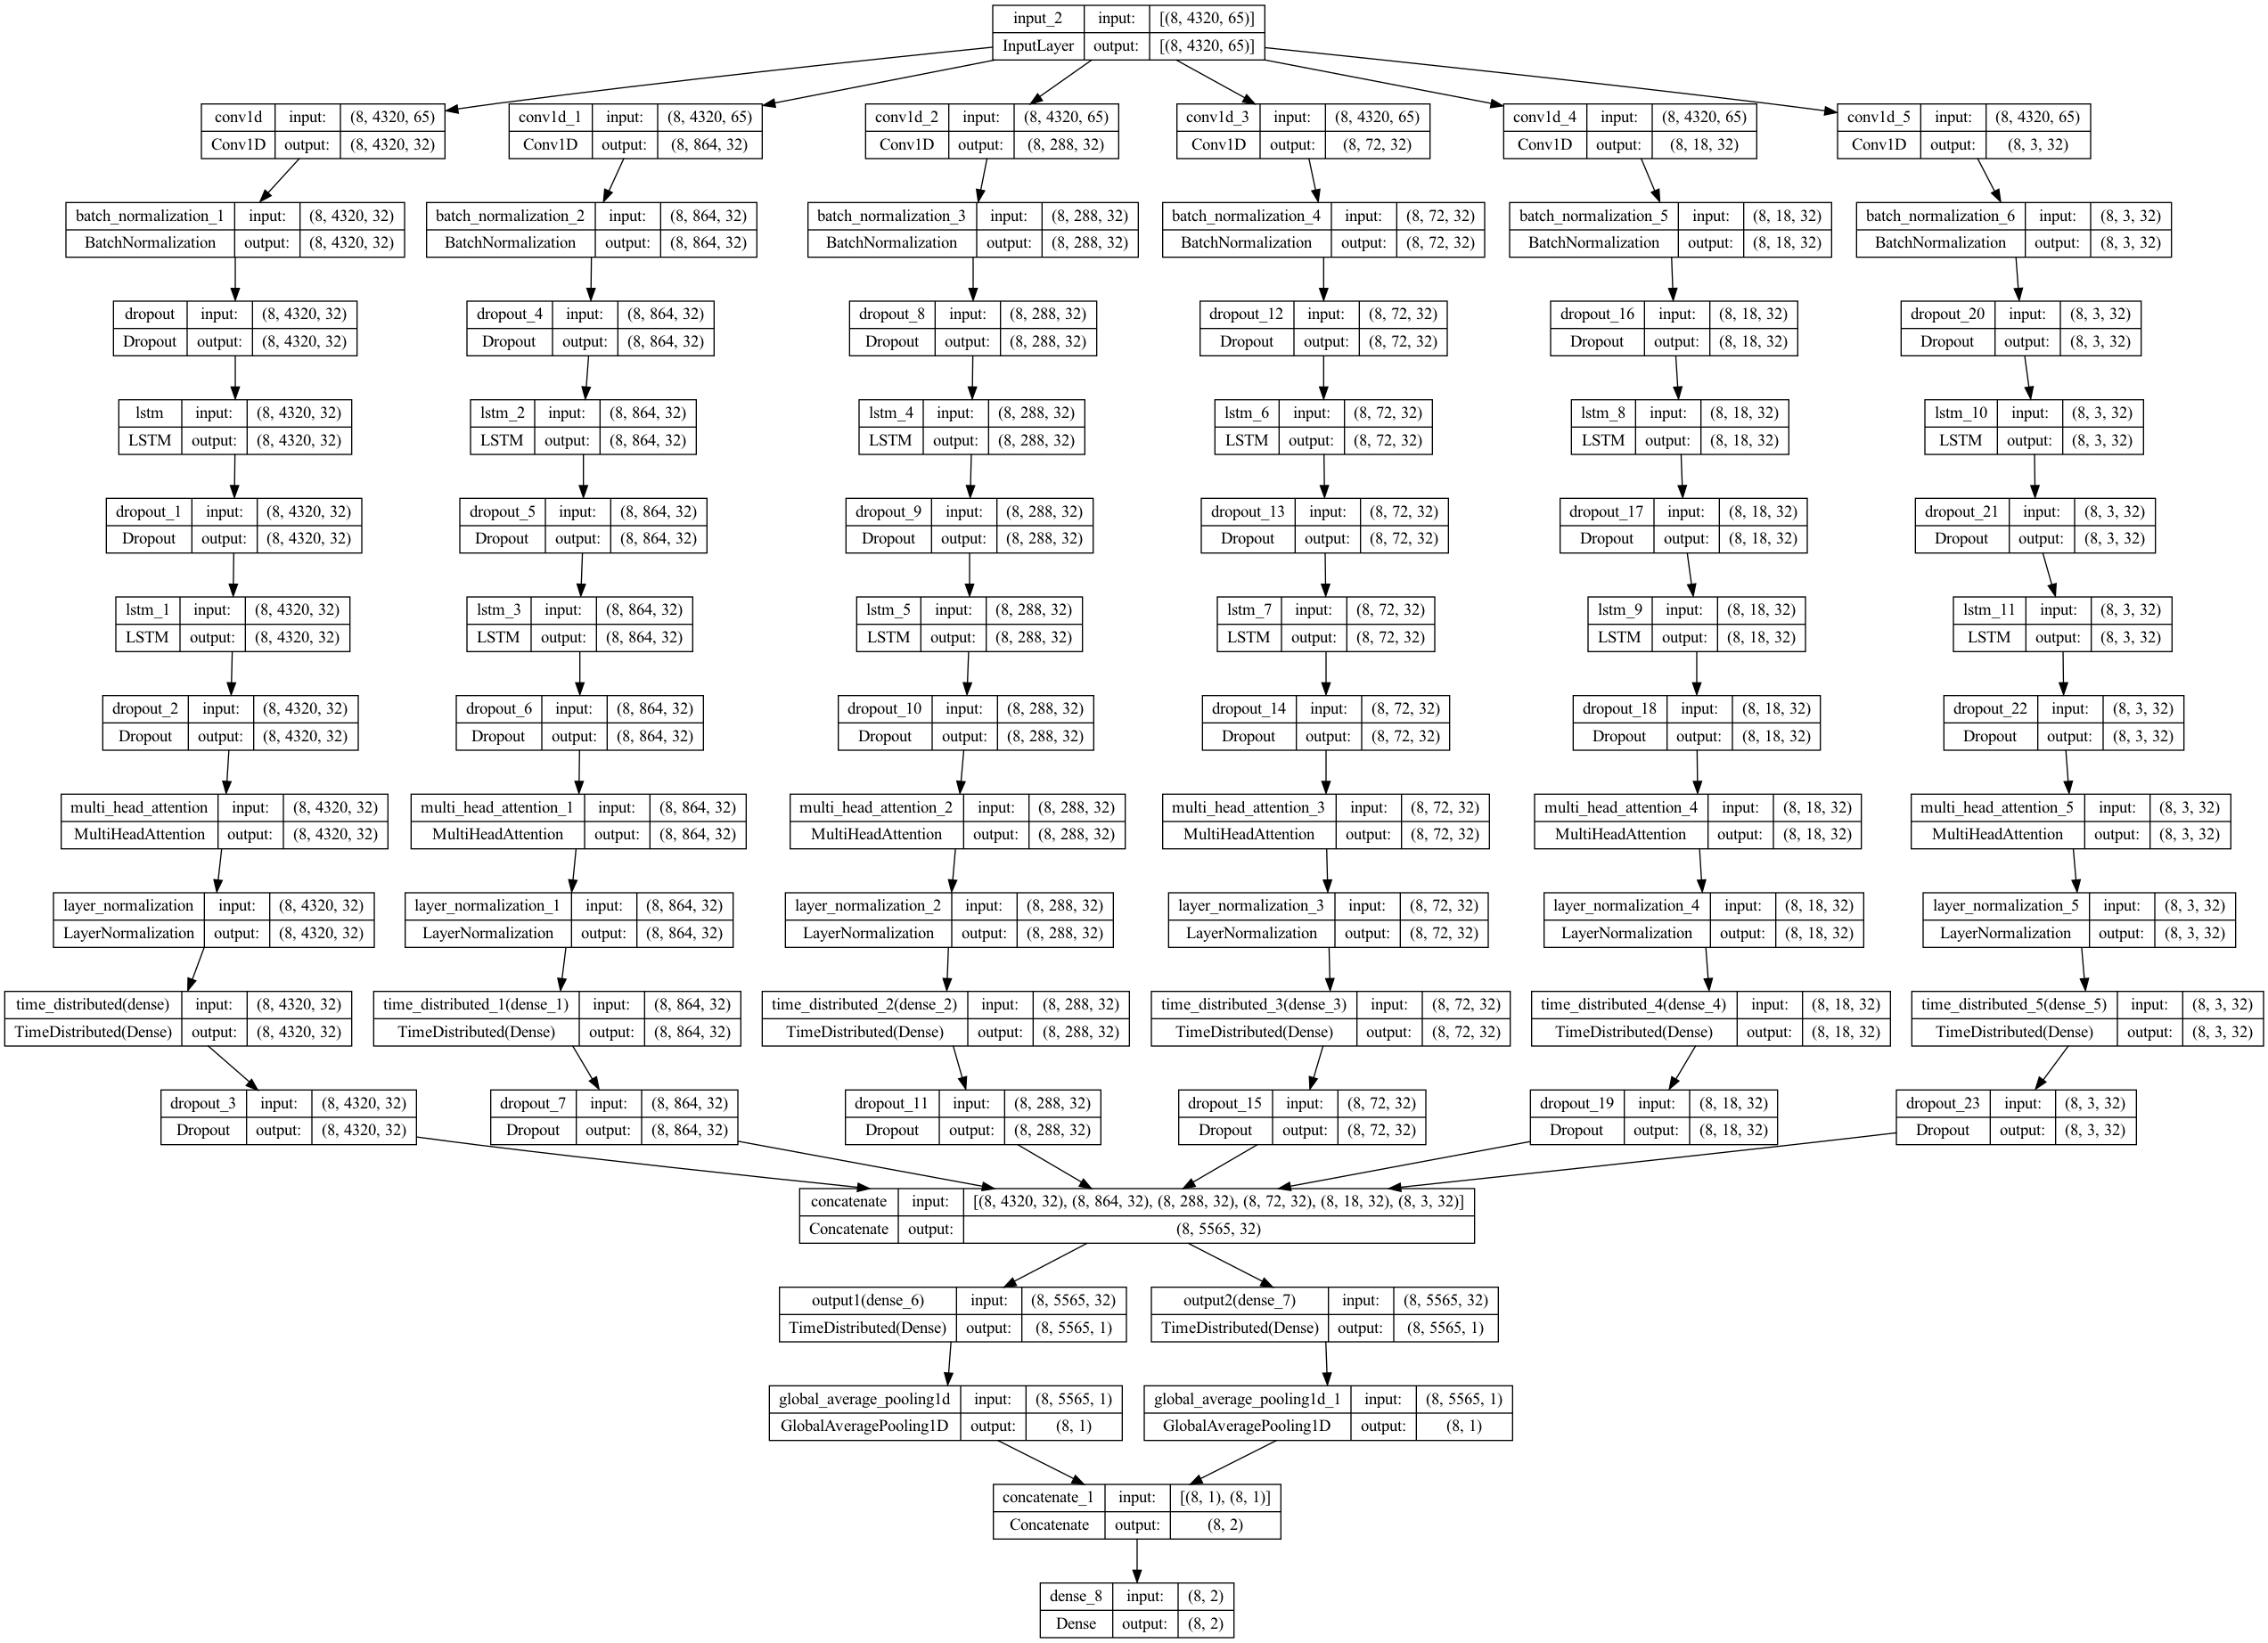 input_2 input: [(8, 4320, 65)]
InputLayer output: [(8, 4320, 65)]
conv1d input: (8, 4320, 65) conv1d_1 input: (8, 4320, 65) conv1d_2 input: (8, 4320, 65) conv1d_3 input: (8, 4320, 65) conv1d_4 input: (8, 4320, 65) conv1d_5 input: (8, 4320, 65)
Conv1D output: (8, 4320, 32) Conv1D output: (8, 864, 32) Conv1D output: (8, 288, 32) Conv1D output: (8, 72, 32) Conv1D output: (8, 18, 32) Conv1D output: (8, 3, 32)
batch_normalization_1 input: (8, 4320, 32) batch_normalization_2 input: (8, 864, 32) batch_normalization_3 input: (8, 288, 32) batch_normalization_4 input: (8, 72, 32) batch_normalization_5 input: (8, 18, 32) batch_normalization_6 input: (8, 3, 32)
BatchNormalization output: (8, 4320, 32) BatchNormalization output: (8, 864, 32) BatchNormalization output: (8, 288, 32) BatchNormalization output: (8, 72, 32) BatchNormalization output: (8, 18, 32) BatchNormalization output: (8, 3, 32)
dropout input: (8, 4320, 32) dropout_4 input: (8, 864, 32) dropout_8 input: (8, 288, 32) dropout_12 input: (8, 72, 32) dropout_16 input: (8, 18, 32) dropout_20 input: (8, 3, 32)
Dropout output: (8, 4320, 32) Dropout output: (8, 864, 32) Dropout output: (8, 288, 32) Dropout output: (8, 72, 32) Dropout output: (8, 18, 32) Dropout output: (8, 3, 32)
lstm input: (8, 4320, 32) lstm_2 input: (8, 864, 32) lstm_4 input: (8, 288, 32) lstm_6 input: (8, 72, 32) lstm_8 input: (8, 18, 32) lstm_10 input: (8, 3, 32)
LSTM output: (8, 4320, 32) LSTM output: (8, 864, 32) LSTM output: (8, 288, 32) LSTM output: (8, 72, 32) LSTM output: (8, 18, 32) LSTM output: (8, 3, 32)
dropout_1 input: (8, 4320, 32) dropout_5 input: (8, 864, 32) dropout_9 input: (8, 288, 32) dropout_13 input: (8, 72, 32) dropout_17 input: (8, 18, 32) dropout_21 input: (8, 3, 32)
Dropout output: (8, 4320, 32) Dropout output: (8, 864, 32) Dropout output: (8, 288, 32) Dropout output: (8, 72, 32) Dropout output: (8, 18, 32) Dropout output: (8, 3, 32)
lstm_1 input: (8, 4320, 32) lstm_3 input: (8, 864, 32) lstm_5 input: (8, 288, 32) lstm_7 input: (8, 72, 32) lstm_9 input: (8, 18, 32) lstm_11 input: (8, 3, 32)
LSTM output: (8, 4320, 32) LSTM output: (8, 864, 32) LSTM output: (8, 288, 32) LSTM output: (8, 72, 32) LSTM output: (8, 18, 32) LSTM output: (8, 3, 32)
dropout_2 input: (8, 4320, 32) dropout_6 input: (8, 864, 32) dropout_10 input: (8, 288, 32) dropout_14 input: (8, 72, 32) dropout_18 input: (8, 18, 32) dropout_22 input: (8, 3, 32)
Dropout output: (8, 4320, 32) Dropout output: (8, 864, 32) Dropout output: (8, 288, 32) Dropout output: (8, 72, 32) Dropout output: (8, 18, 32) Dropout output: (8, 3, 32)
multi_head_attention input: (8, 4320, 32) multi_head_attention_1 input: (8, 864, 32) multi_head_attention_2 input: (8, 288, 32) multi_head_attention_3 input: (8, 72, 32) multi_head_attention_4 input: (8, 18, 32) multi_head_attention_5 input: (8, 3, 32)
MultiHeadAttention output: (8, 4320, 32) MultiHeadAttention output: (8, 864, 32) MultiHeadAttention output: (8, 288, 32) MultiHeadAttention output: (8, 72, 32) MultiHeadAttention output: (8, 18, 32) MultiHeadAttention output: (8, 3, 32)
layer_normalization input: (8, 4320, 32) layer_normalization_1 input: (8, 864, 32) layer_normalization_2 input: (8, 288, 32) layer_normalization_3 input: (8, 72, 32) layer_normalization_4 input: (8, 18, 32) layer_normalization_5 input: (8, 3, 32)
LayerNormalization output: (8, 4320, 32) LayerNormalization output: (8, 864, 32) LayerNormalization output: (8, 288, 32) LayerNormalization output: (8, 72, 32) LayerNormalization output: (8, 18, 32) LayerNormalization output: (8, 3, 32)
time_distributed(dense) input: (8, 4320, 32) time_distributed_1(dense_1) input: (8, 864, 32) time_distributed_2(dense_2) input: (8, 288, 32) time_distributed_3(dense_3) input: (8, 72, 32) time_distributed_4(dense_4) input: (8, 18, 32) time_distributed_5(dense_5) input: (8, 3, 32)
TimeDistributed(Dense) output: (8, 4320, 32) TimeDistributed(Dense) output: (8, 864, 32) TimeDistributed(Dense) output: (8, 288, 32) TimeDistributed(Dense) output: (8, 72, 32) TimeDistributed(Dense) output: (8, 18, 32) TimeDistributed(Dense) output: (8, 3, 32)
dropout_3 input: (8, 4320, 32) dropout_7 input: (8, 864, 32) dropout_11 input: (8, 288, 32) dropout_15 input: (8, 72, 32) dropout_19 input: (8, 18, 32) dropout_23 input: (8, 3, 32)
Dropout output: (8, 4320, 32) Dropout output: (8, 864, 32) Dropout output: (8, 288, 32) Dropout output: (8, 72, 32) Dropout output: (8, 18, 32) Dropout output: (8, 3, 32)
concatenate input: [(8, 4320, 32), (8, 864, 32), (8, 288, 32), (8, 72, 32), (8, 18, 32), (8, 3, 32)]
Concatenate output: (8, 5565, 32)
output1(dense_6) input: (8, 5565, 32) output2(dense_7) input: (8, 5565, 32)
TimeDistributed(Dense) output: (8, 5565, 1) TimeDistributed(Dense) output: (8, 5565, 1)
global_average_pooling1d input: (8, 5565, 1) global_average_pooling1d_1 input: (8, 5565, 1)
GlobalAveragePooling1D output: (8, 1) GlobalAveragePooling1D output: (8, 1)
concatenate_1 input: [(8, 1), (8, 1)]
Concatenate output: (8, 2)
dense_8 input: (8, 2)
Dense output: (8, 2)